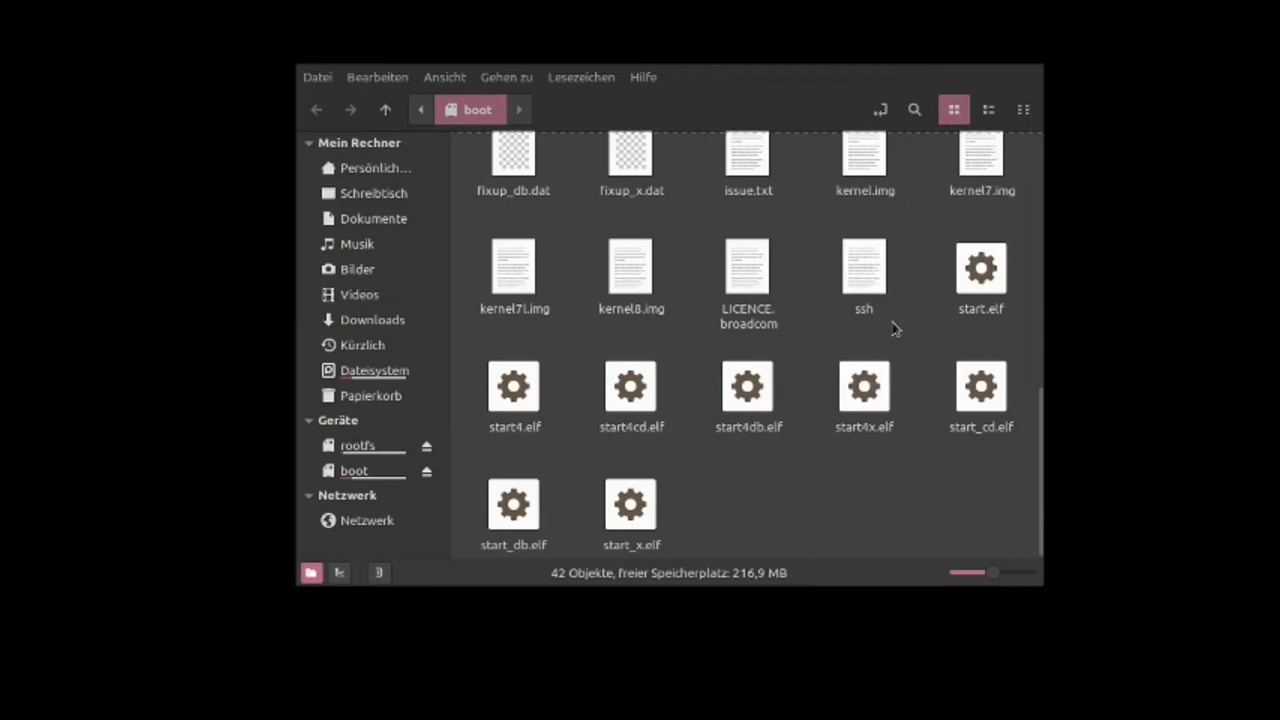 Datei Bearbeiten Ansicht Gehen zu Lesezeichen Hilfe
boot
Mein Rechner
Persönlich...
Schreibtisch
Dokumente
Musik
Bilder
Videos
Downloads
Kürzlich
Dateisystem
Papierkorb
Geräte
rootfs
boot
Netzwerk
Netzwerk
fixup_db.dat fixup_x.dat issue.txt kernel.img kernel7.img
kernel7l.img kernel8.img LICENCE. ssh start.elf
broadcom
start4.elf start4cd.elf start4db.elf start4x.elf start_cd.elf
start_db.elf start_x.elf
42 Objekte, freier Speicherplatz: 216,9 MB